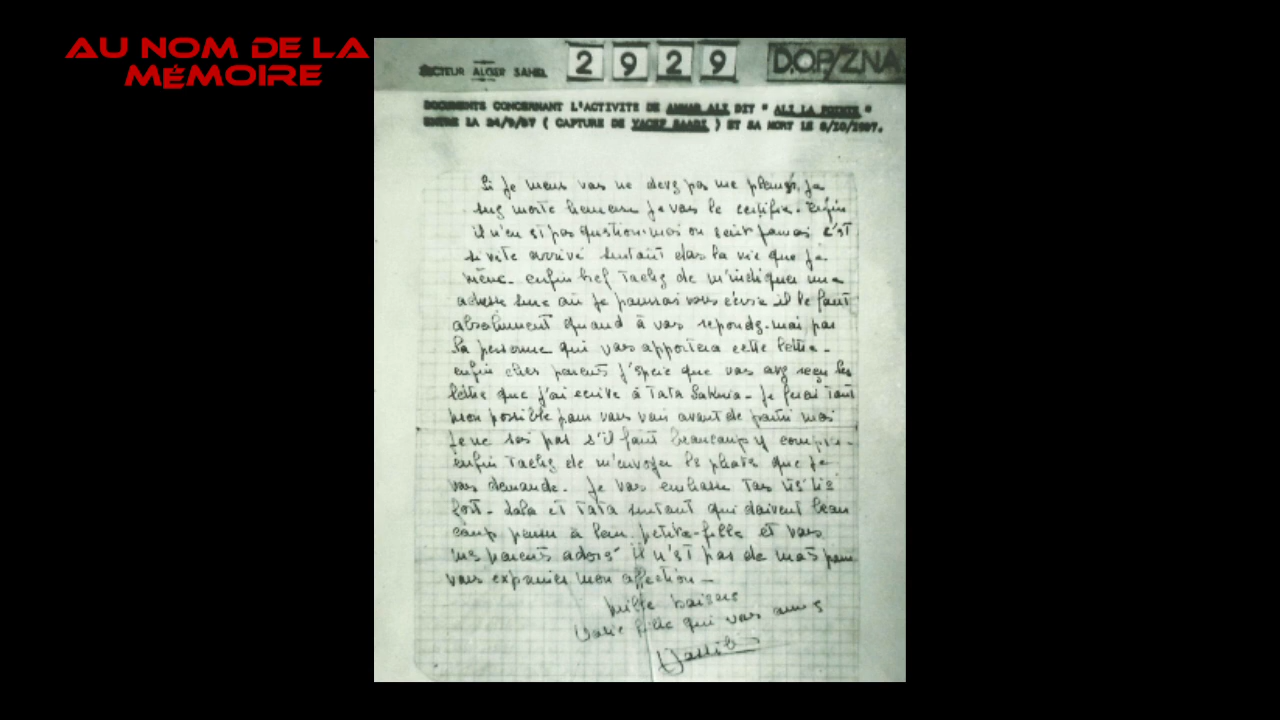 AU NOM DE LA
MÉMOIRE
SECTEUR ALGER SAHEL
2 9 2 9
D.O.P/ZNA
DOCUMENTS CONCERNANT L'ACTIVITE DE AMMAR ALI DIT " ALI LA POINTE "
ENTRE LA 24/9/57 ( CAPTURE DE YACEF SAADI ) ET SA MORT LE 8/10/1957.
Si je meurs vous ne devez pas me pleurer, je
morte heureuse je vous le certifie. enfin
il n'en est pas question. mais on sait jamais c'est
si vite arrivé surtout dans la vie que je
mène. enfin bref tachez de m'indiquer une
adresse sure où je pourrai vous écrire il le faut
absolument quand à vous repondez-moi par
la personne qui vous apportera cette lettre.
enfin chers parents j'espère que vous avez reçu les
lettre que j'ai ecrive à Tata Sakina. Je ferai tout
mon possible pour vous voir avant de partir mais
je ne sais pas s'il faut beaucoup y compter.
enfin tachez de m'envoyer les photos que je
vous demande. Je vous embrasse tous très très
fort. et Tata surtout qui doivent beau
coup penser à leur petite-fille et vous
mes parents adorés il n'est pas de mots pour
vous exprimer mon affection -
mille baisers
Votre fille qui vous aime
Hassiba